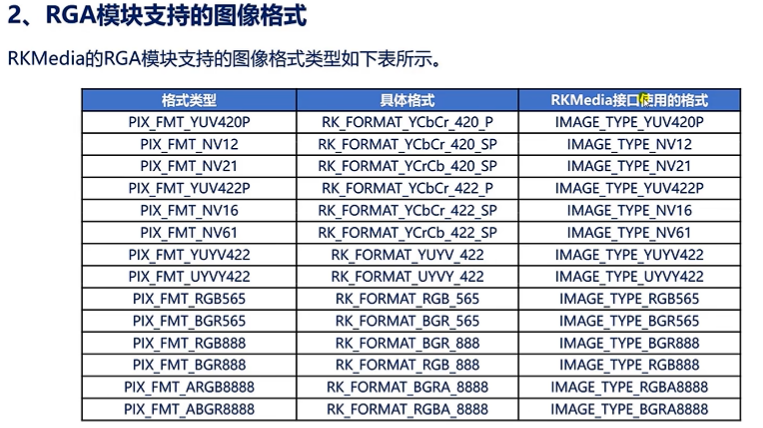 2、RGA模块支持的图像格式
RKMedia的RGA模块支持的图像格式类型如下表所示。
格式类型 具体格式 RKMedia接口使用的格式
PIX_FMT_YUV420P RK_FORMAT_YCbCr_420_P IMAGE_TYPE_YUV420P
PIX_FMT_NV12 RK_FORMAT_YCbCr_420_SP IMAGE_TYPE_NV12
PIX_FMT_NV21 RK_FORMAT_YCrCb_420_SP IMAGE_TYPE_NV21
PIX_FMT_YUV422P RK_FORMAT_YCbCr_422_P IMAGE_TYPE_YUV422P
PIX_FMT_NV16 RK_FORMAT_YCbCr_422_SP IMAGE_TYPE_NV16
PIX_FMT_NV61 RK_FORMAT_YCrCb_422_SP IMAGE_TYPE_NV61
PIX_FMT_YUYV422 RK_FORMAT_YUYV_422 IMAGE_TYPE_YUYV422
PIX_FMT_UYVY422 RK_FORMAT_UYVY_422 IMAGE_TYPE_UYVY422
PIX_FMT_RGB565 RK_FORMAT_RGB_565 IMAGE_TYPE_RGB565
PIX_FMT_BGR565 RK_FORMAT_BGR_565 IMAGE_TYPE_BGR565
PIX_FMT_RGB888 RK_FORMAT_BGR_888 IMAGE_TYPE_BGR888
PIX_FMT_BGR888 RK_FORMAT_RGB_888 IMAGE_TYPE_RGB888
PIX_FMT_ARGB8888 RK_FORMAT_BGRA_8888 IMAGE_TYPE_RGBA8888
PIX_FMT_ABGR8888 RK_FORMAT_RGBA_8888 IMAGE_TYPE_BGRA8888